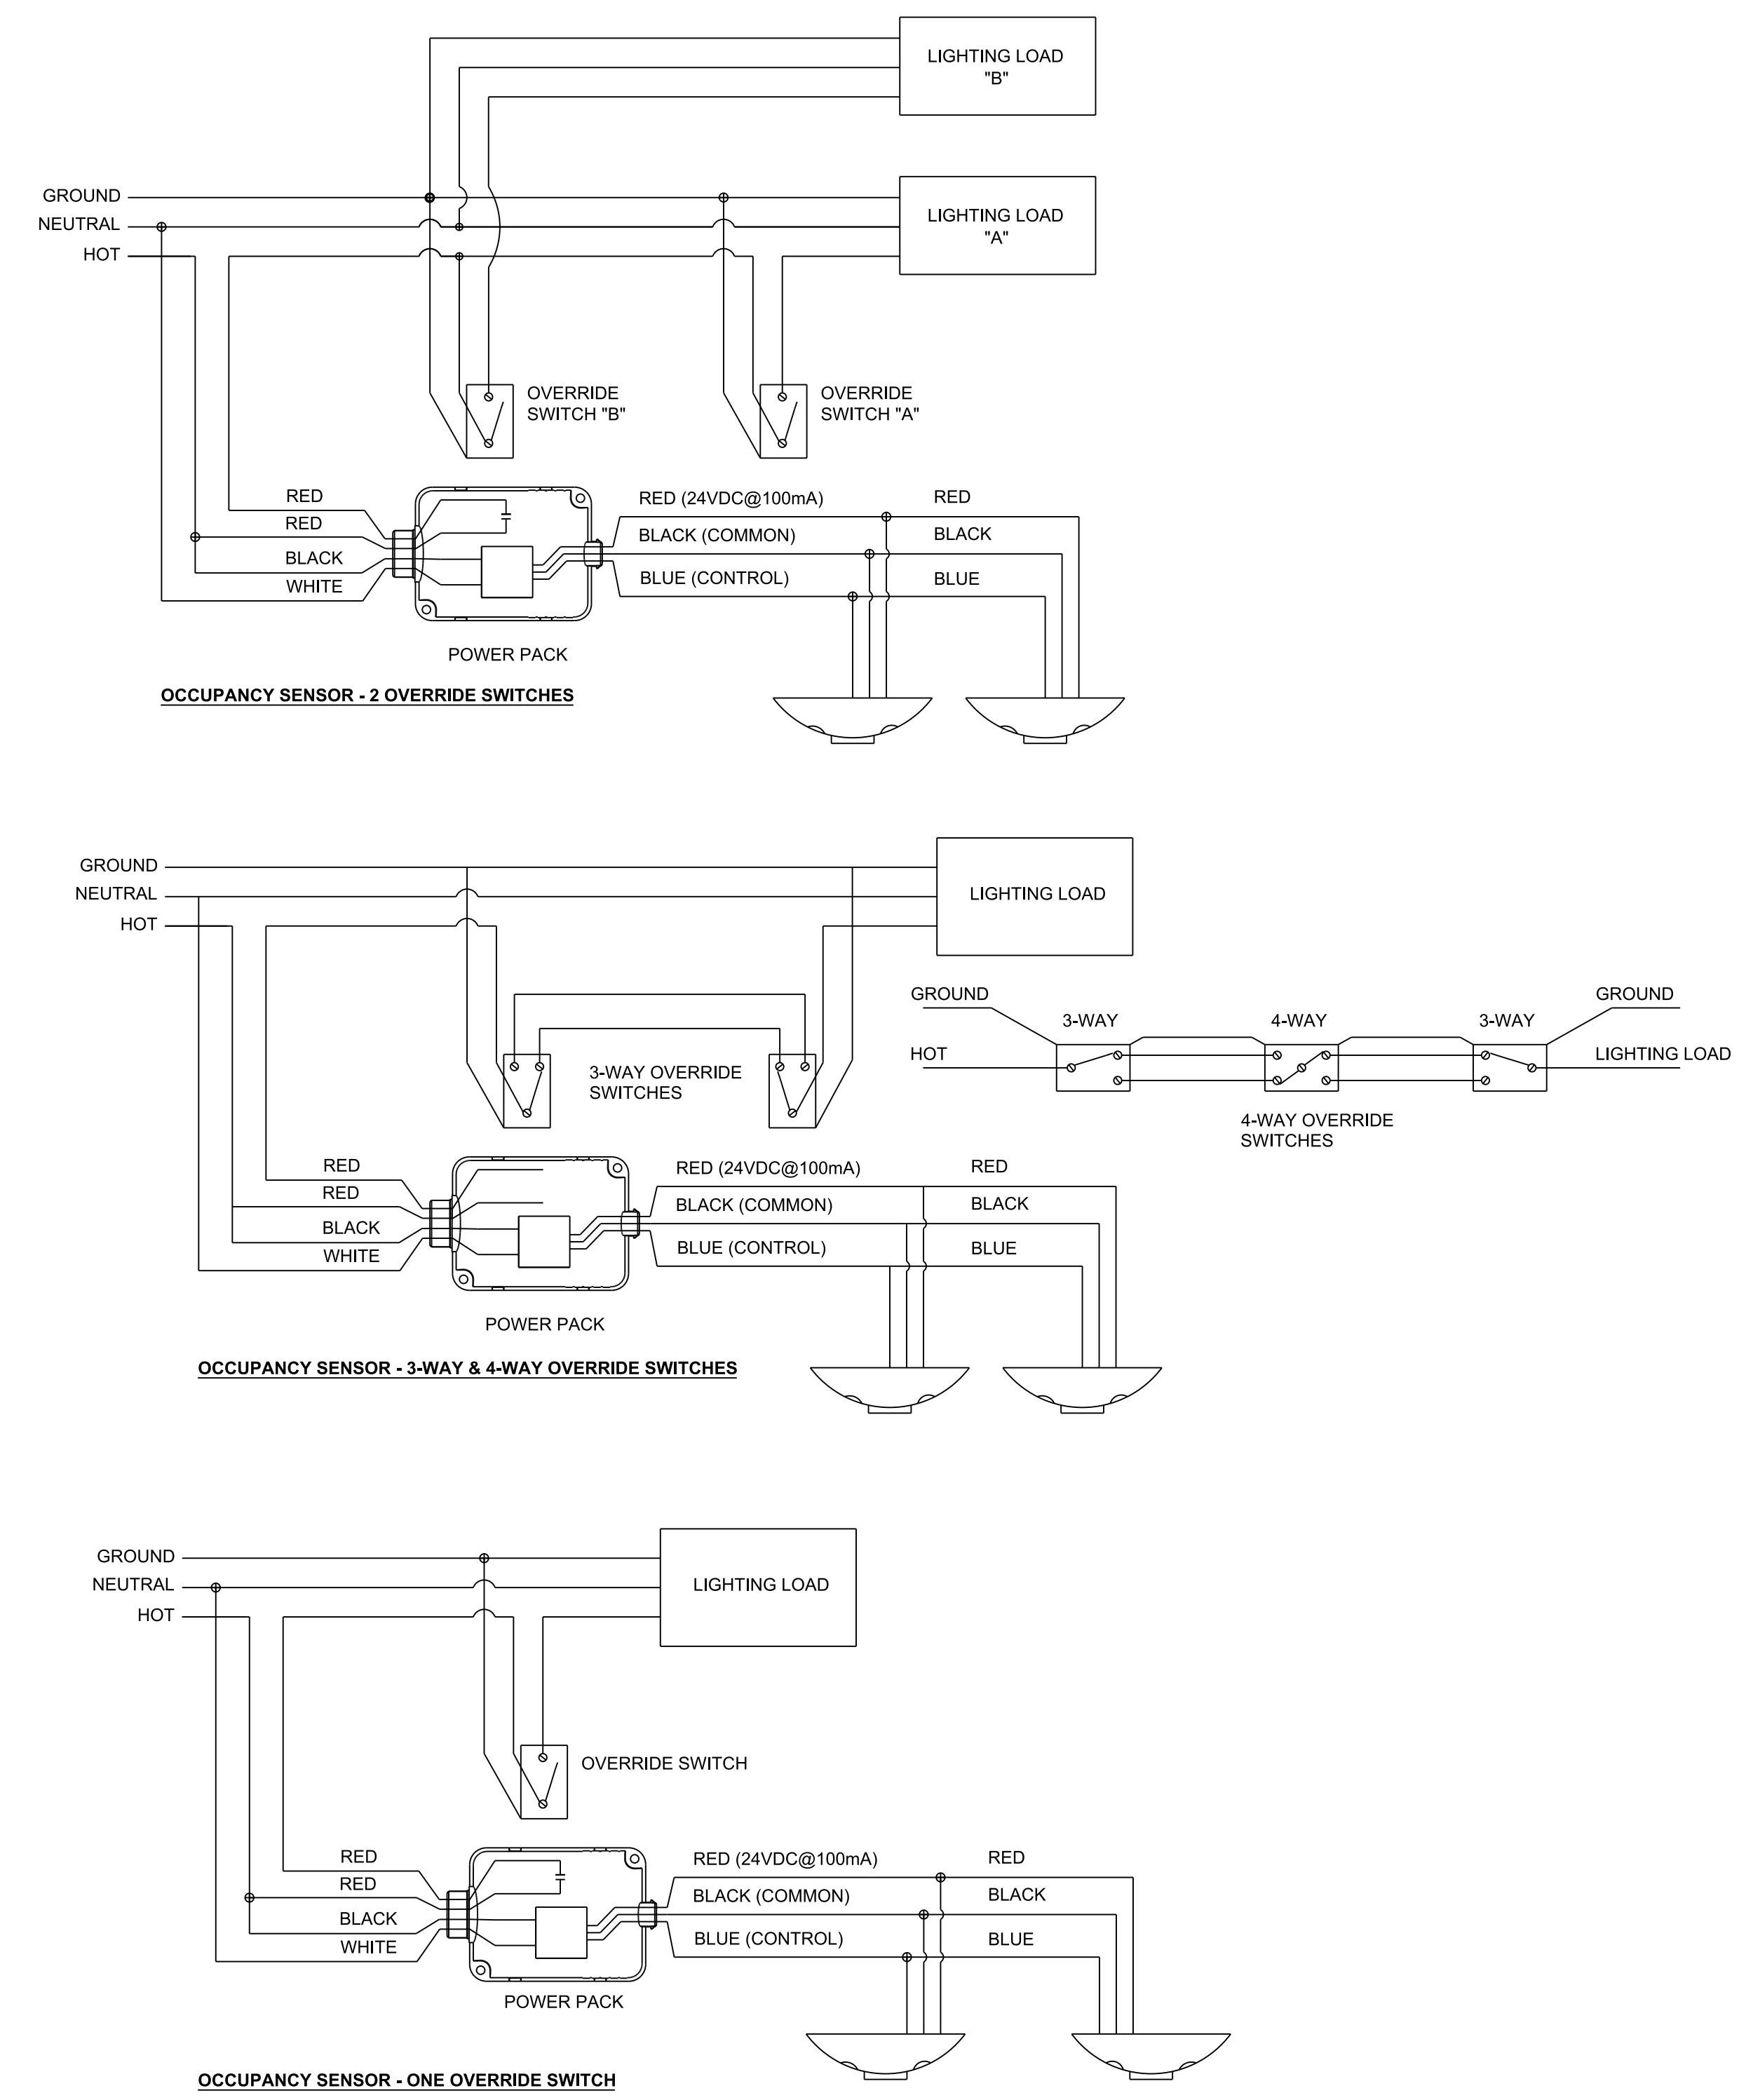 LIGHTING LOAD
"B"
GROUND
NEUTRAL
HOT
LIGHTING LOAD
"A"
OVERRIDE
SWITCH "B"
OVERRIDE
SWITCH "A"
RED
RED
BLACK
WHITE
RED (24VDC@100mA)
BLACK (COMMON)
BLUE (CONTROL)
RED
BLACK
BLUE
POWER PACK
OCCUPANCY SENSOR - 2 OVERRIDE SWITCHES
GROUND
NEUTRAL
HOT
LIGHTING LOAD
3-WAY OVERRIDE
SWITCHES
GROUND
HOT
3-WAY
4-WAY
3-WAY
GROUND
LIGHTING LOAD
4-WAY OVERRIDE
SWITCHES
RED
RED
BLACK
WHITE
RED (24VDC@100mA)
BLACK (COMMON)
BLUE (CONTROL)
RED
BLACK
BLUE
POWER PACK
OCCUPANCY SENSOR - 3-WAY & 4-WAY OVERRIDE SWITCHES
GROUND
NEUTRAL
HOT
LIGHTING LOAD
OVERRIDE SWITCH
RED
RED
BLACK
WHITE
RED (24VDC@100mA)
BLACK (COMMON)
BLUE (CONTROL)
RED
BLACK
BLUE
POWER PACK
OCCUPANCY SENSOR - ONE OVERRIDE SWITCH